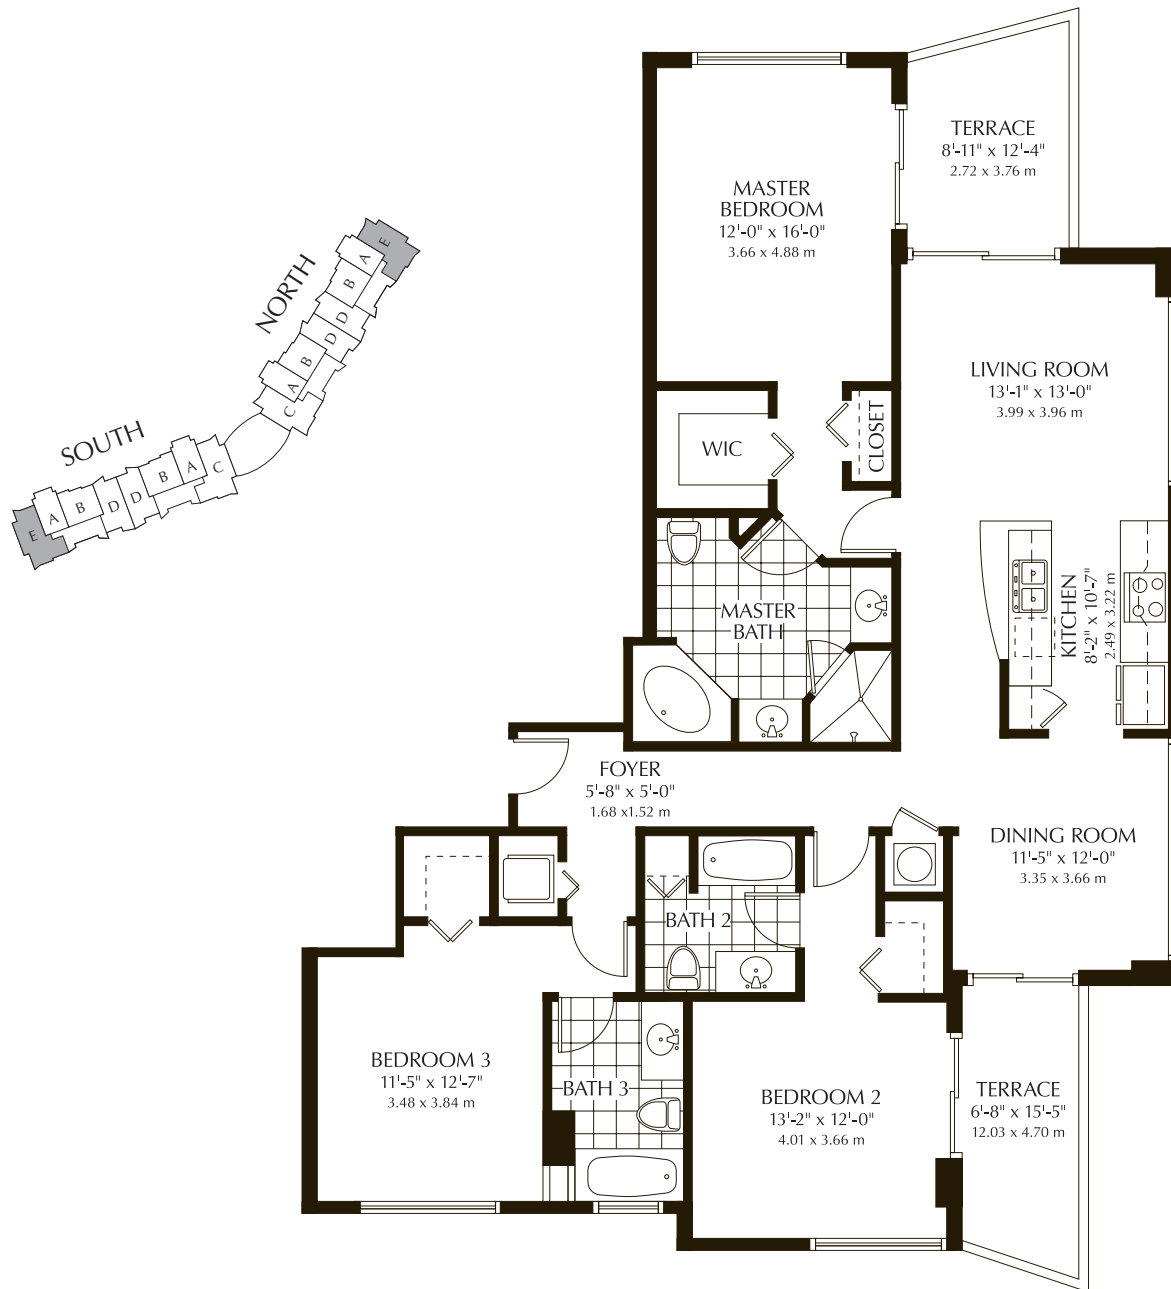 TERRACE
8'-11" x 12'-4"
2.72 x 3.76 m
MASTER
BEDROOM
12'-0" x 16'-0"
3.66 x 4.88 m
NORTH
E
A
B
D
D
B
A
C
SOUTH
C
A
B
D
D
B
A
E
LIVING ROOM
13'-1" x 13'-0"
3.99 x 3.96 m
WIC
CLOSET
KITCHEN
8'-2" x 10'-7"
2.49 x 3.22 m
MASTER
BATH
FOYER
5'-8" x 5'-0"
1.68 x1.52 m
DINING ROOM
11'-5" x 12'-0"
3.35 x 3.66 m
BATH 2
BEDROOM 3
11'-5" x 12'-7"
3.48 x 3.84 m
BATH 3
BEDROOM 2
13'-2" x 12'-0"
4.01 x 3.66 m
TERRACE
6'-8" x 15'-5"
12.03 x 4.70 m